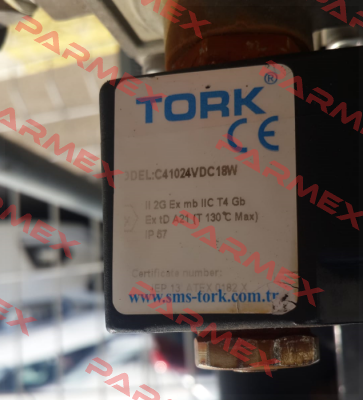 TORK®
CE
ODEL:C41024VDC18W
II 2G Ex mb IIC T4 Gb
Ex tD A21 (T 130°C Max)
IP 67
Certificate number:
ATEX
www.sms-tork.com.tr
PARMEX
PARMEX
PARMEX
PARMEX
PARMEX